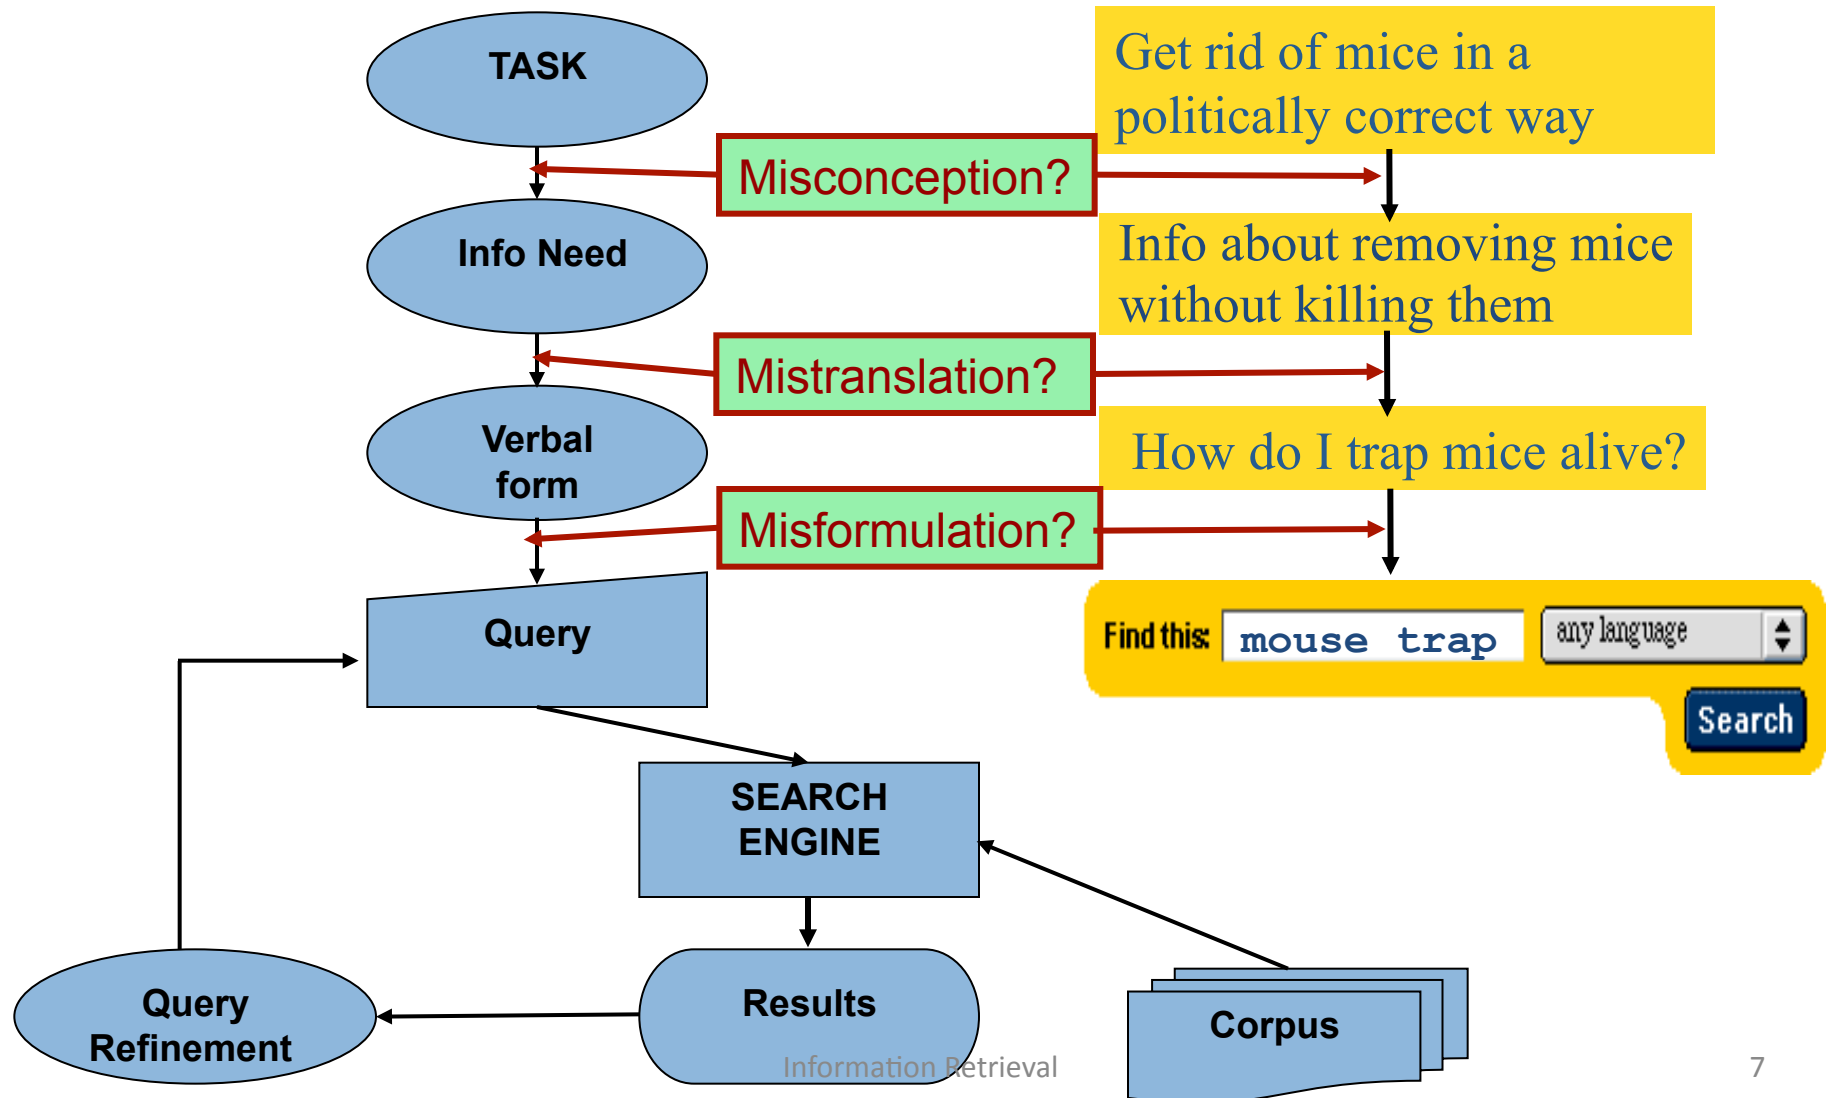 TASK
Get rid of mice in a
politically correct way
Misconception?
Info Need
Info about removing mice
without killing them
Mistranslation?
Verbal
form
How do I trap mice alive?
Misformulation?
Query
Find this:
mouse trap
any language
Search
SEARCH
ENGINE
Query
Refinement
Results
Corpus
Information Retrieval
7